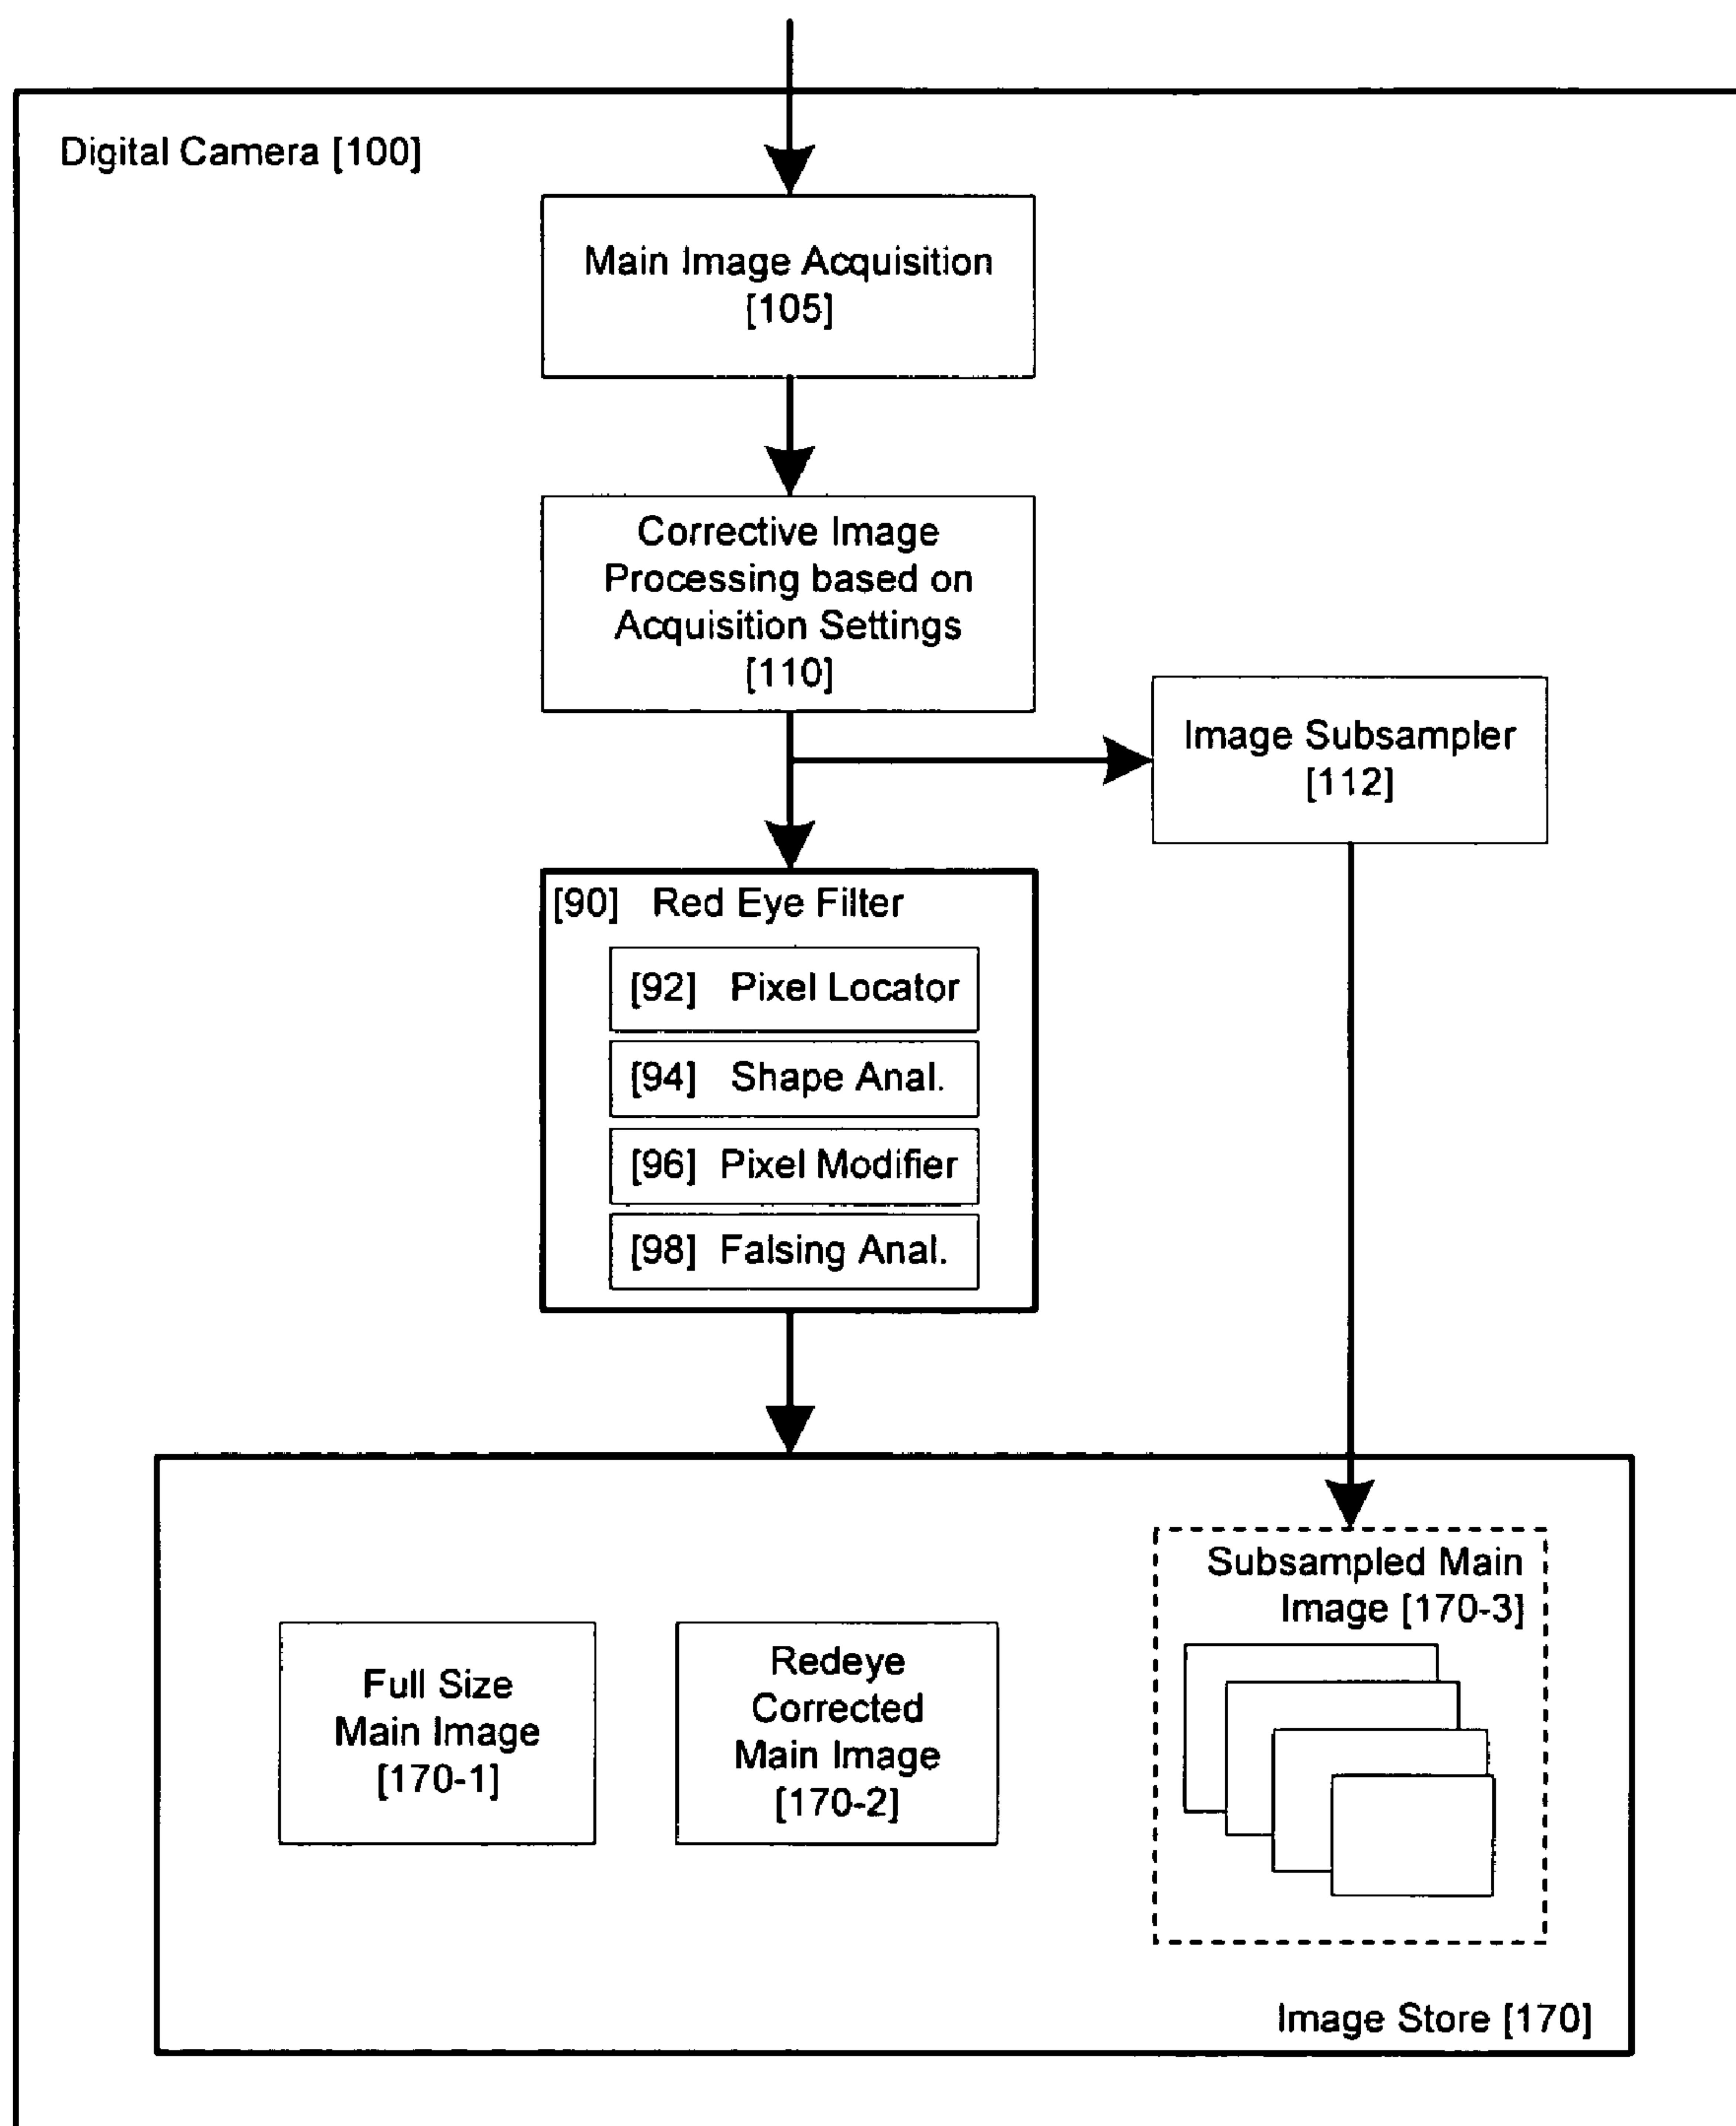 Digital Camera [100]
Main Image Acquisition
[105]
Corrective Image
Processing based on
Acquisition Settings
[110]
Image Subsampler
[112]
[90] Red Eye Filter
[92] Pixel Locator
[94] Shape Anal.
[96] Pixel Modifier
[98] Falsing Anal.
Subsampled Main
Image [170-3]
Full Size
Main Image
[170-1]
Redeye
Corrected
Main Image
[170-2]
Image Store [170]